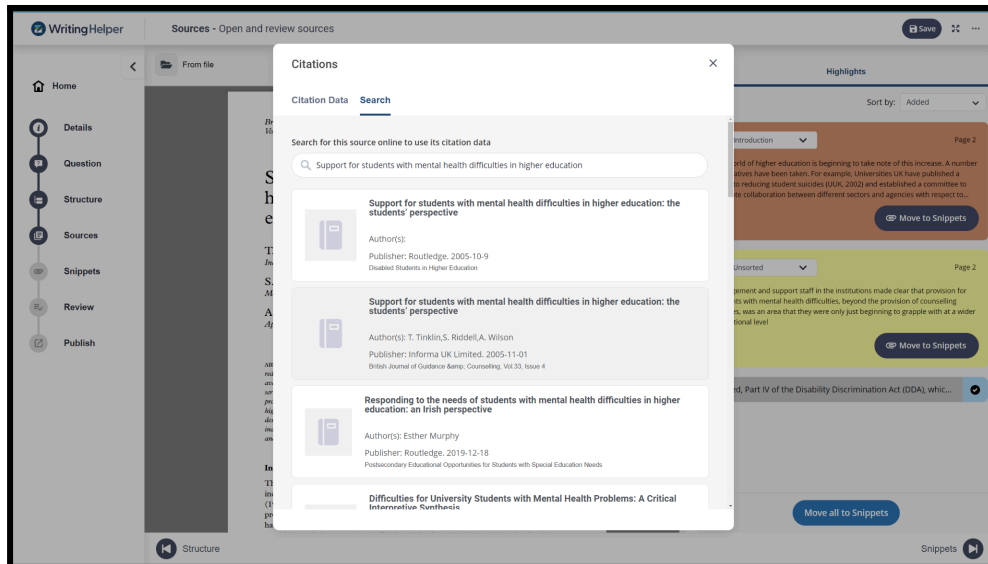 WritingHelper
Sources - Open and review sources
Save
Home
Details
Question
Structure
Sources
Snippets
Review
Publish
From file
Citations
Citation Data Search
Search for this source online to use its citation data
Support for students with mental health difficulties in higher education
Support for students with mental health difficulties in higher education: the
students' perspective
Author(s):
Publisher: Routledge. 2005-10-9
Disabled Students in Higher Education
Support for students with mental health difficulties in higher education: the
students' perspective
Author(s): T. Tinklin,S. Riddell,A. Wilson
Publisher: Informa UK Limited. 2005-11-01
British Journal of Guidance &amp; Counselling, Vol:33, Issue 4
Responding to the needs of students with mental health difficulties in higher
education: an Irish perspective
Author(s): Esther Murphy
Publisher: Routledge. 2019-12-18
Postsecondary Educational Opportunities for Students with Special Education Needs
Difficulties for University Students with Mental Health Problems: A Critical
Interpretive Synthesis
Highlights
Sort by: Added
Introduction
Page 2
of higher education is beginning to take note of this increase. A number
have been taken. For example, Universities UK have published a
to reducing student suicides (UUK, 2002) and established a committee to
collaboration between different sectors and agencies with respect to...
Move to Snippets
Unsorted
Page 2
and support staff in the institutions made clear that provision for
with mental health difficulties, beyond the provision of counselling
was an area that they were only just beginning to grapple with at a wider
level
Move to Snippets
Part IV of the Disability Discrimination Act (DDA), whic...
Move all to Snippets
Structure
Snippets